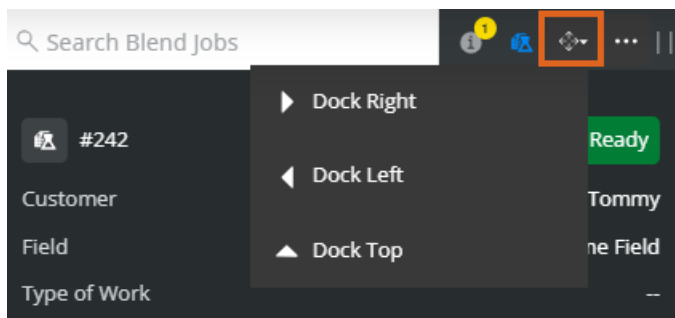 Search Blend Jobs
1
Dock Right
#242
Ready
Dock Left
Customer
Tommy
Field
Dock Top
ne Field
Type of Work
--